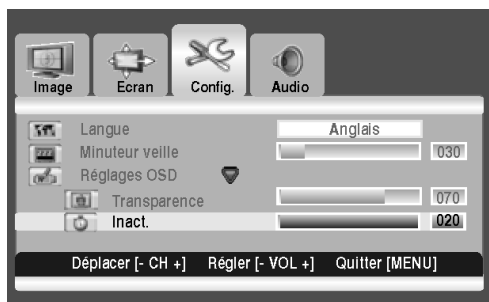 Image Ecran Config. Audio
Langue Anglais
Minuteur veille 030
Réglages OSD
Transparence 070
Inact. 020
Déplacer [- CH +] Régler [- VOL +] Quitter [MENU]